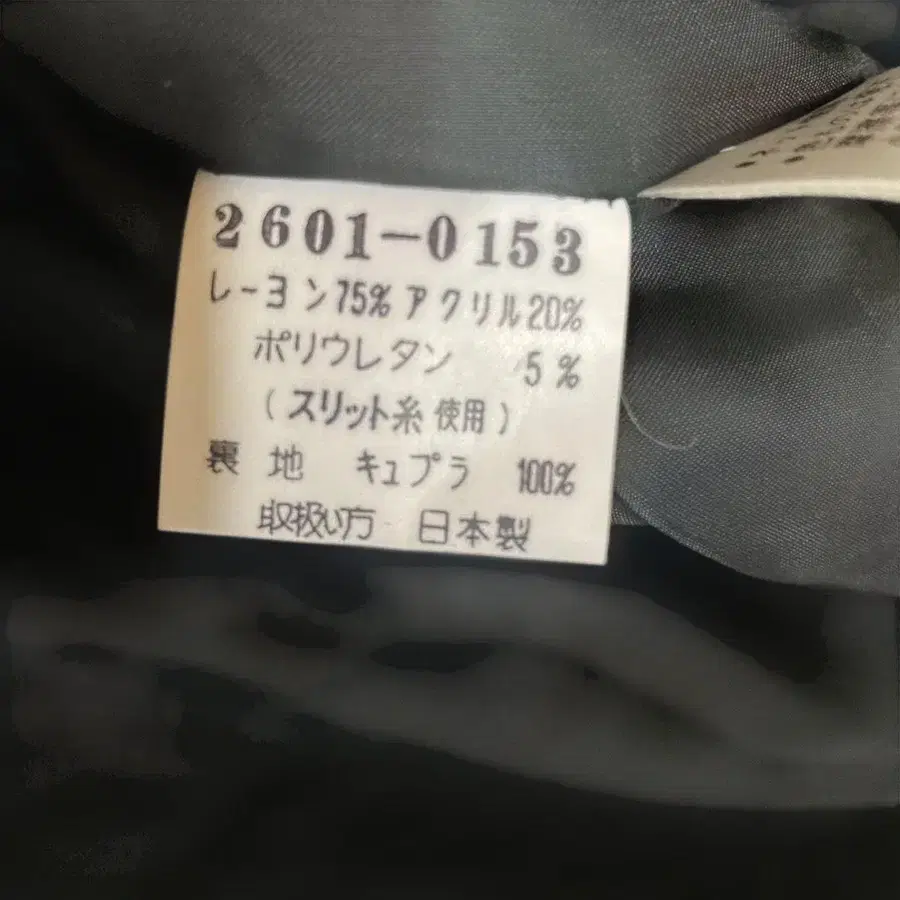 2601-0153
レーヨン75%アクリル20%
ポリウレタン 5%
(スリット糸使用)
裏地 キュプラ 100%
取扱い方 日本製